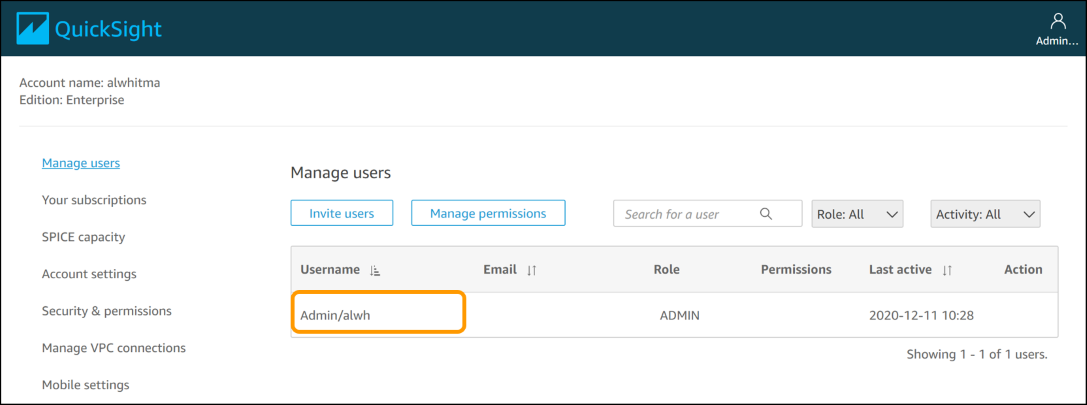 QuickSight
Admin...
Account name: alwhitma
Edition: Enterprise
Manage users
Your subscriptions
SPICE capacity
Account settings
Security & permissions
Manage VPC connections
Mobile settings
Manage users
Invite users Manage permissions Search for a user Role: All Activity: All
Username Email Role Permissions Last active Action
Admin/alwh ADMIN 2020-12-11 10:28
Showing 1 - 1 of 1 users.